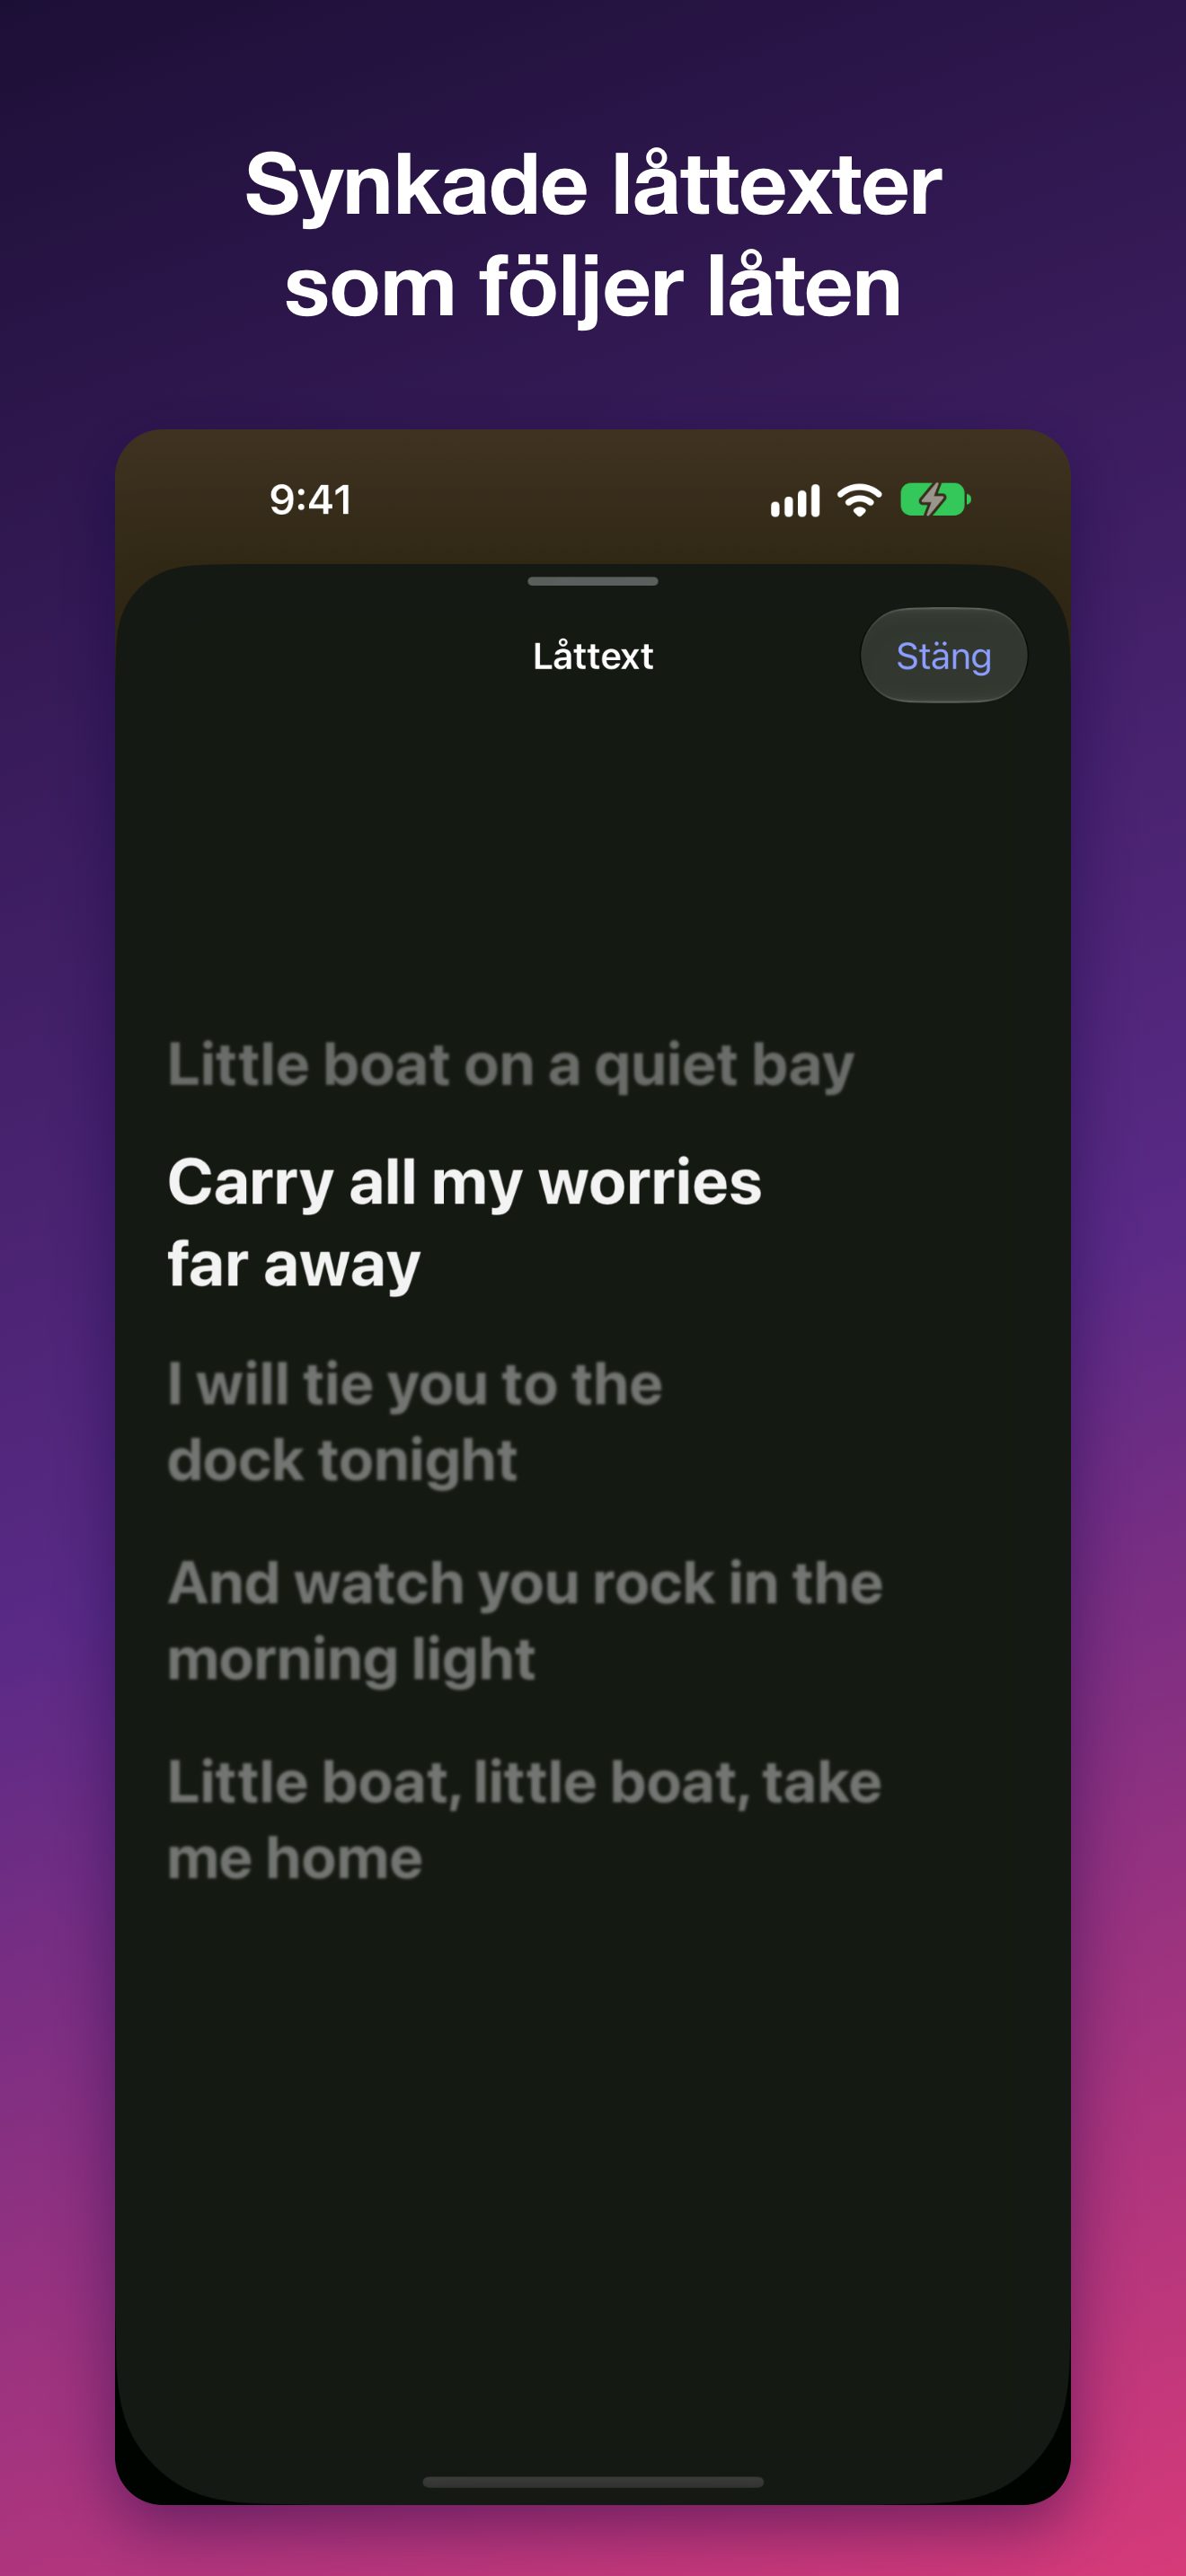 Synkade låttexter
som följer låten
9:41
Låttext
Stäng
Little boat on a quiet bay
Carry all my worries
far away
I will tie you to the
dock tonight
And watch you rock in the
morning light
Little boat, little boat, take
me home